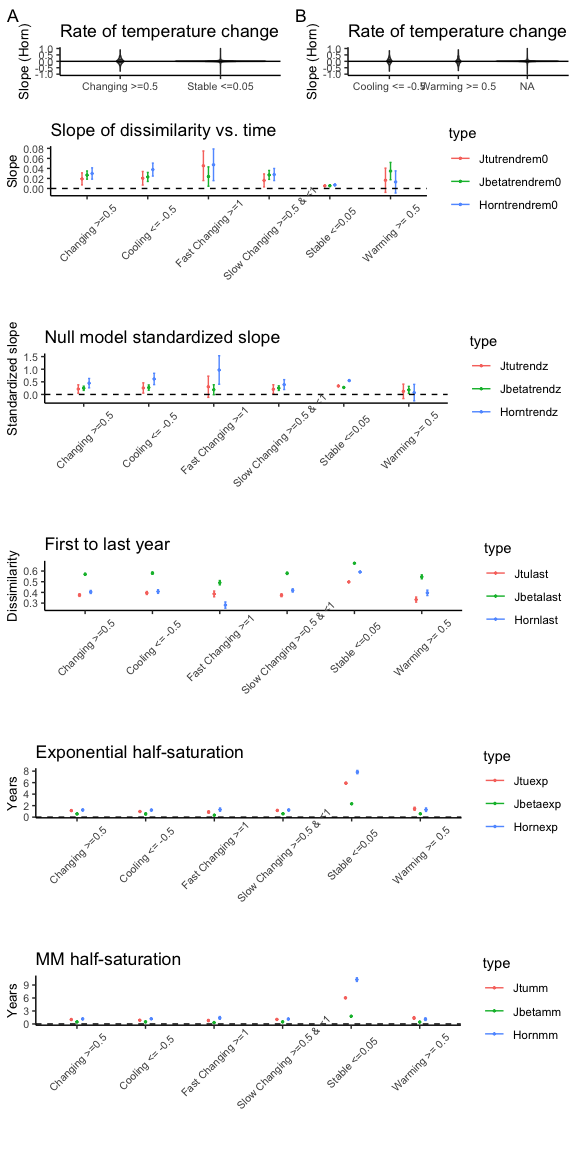 A
B
Rate of temperature change
Rate of temperature change
Slope (Horn)
1.0
0.5
0.0
-0.5
-1.0
Changing >=0.5
Stable <=0.05
Slope (Horn)
1.0
0.5
0.0
-0.5
-1.0
Cooling <= -0.5
Warming >= 0.5
NA
Slope of dissimilarity vs. time
Slope
0.08
0.06
0.04
0.02
0.00
Changing >=0.5
Cooling <= -0.5
Fast Changing >=1
Slow Changing >=0.5 & <1
Stable <=0.05
Warming >= 0.5
type
Jtutrendrem0
Jbetatrendrem0
Horntrendrem0
Null model standardized slope
Standardized slope
1.5
1.0
0.5
0.0
Changing >=0.5
Cooling <= -0.5
Fast Changing >=1
Slow Changing >=0.5 & <1
Stable <=0.05
Warming >= 0.5
type
Jtutrendz
Jbetatrendz
Horntrendz
First to last year
Dissimilarity
0.6
0.5
0.4
0.3
Changing >=0.5
Cooling <= -0.5
Fast Changing >=1
Slow Changing >=0.5 & <1
Stable <=0.05
Warming >= 0.5
type
Jtulast
Jbetalast
Hornlast
Exponential half-saturation
Years
8
6
4
2
0
Changing >=0.5
Cooling <= -0.5
Fast Changing >=1
Slow Changing >=0.5 & <1
Stable <=0.05
Warming >= 0.5
type
Jtuexp
Jbetaexp
Hornexp
MM half-saturation
Years
9
6
3
0
Changing >=0.5
Cooling <= -0.5
Fast Changing >=1
Slow Changing >=0.5 & <1
Stable <=0.05
Warming >= 0.5
type
Jtumm
Jbetamm
Hornmm